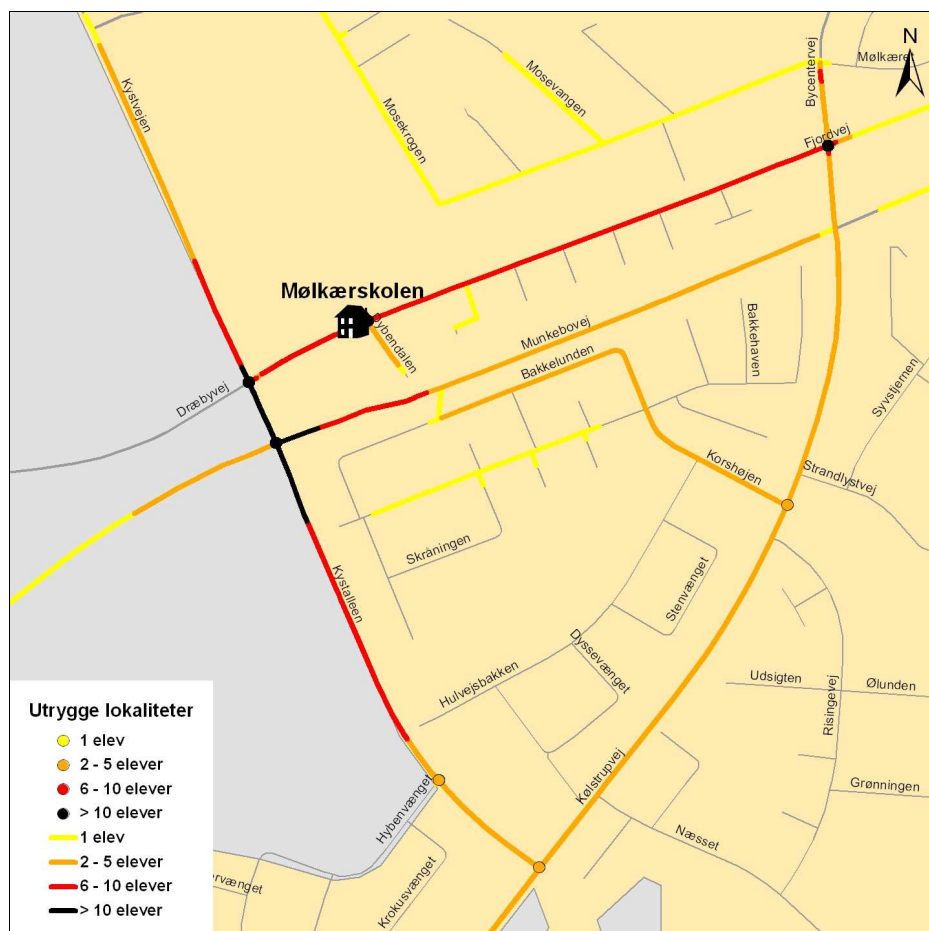 N
Kystvejen
Mosekrogen
Mosevangen
Bycentervej
Fjordvej
Mølkærskolen
Dræbyvej
Munkebovej
Bakkelunden
Bakkehaven
Syvstjernen
Korshøjen
Strandlystvej
Skråningen
Kystalleen
Stenvænget
Dyssevænget
Hulvejsbakken
Udsigten
Ølunden
Risingevej
Kølstrupvej
Grønningen
Hybenvænget
Næsset
Krokusvænget
Utrygge lokaliteter
1 elev
2 - 5 elever
6 - 10 elever
> 10 elever
1 elev
2 - 5 elever
6 - 10 elever
> 10 elever